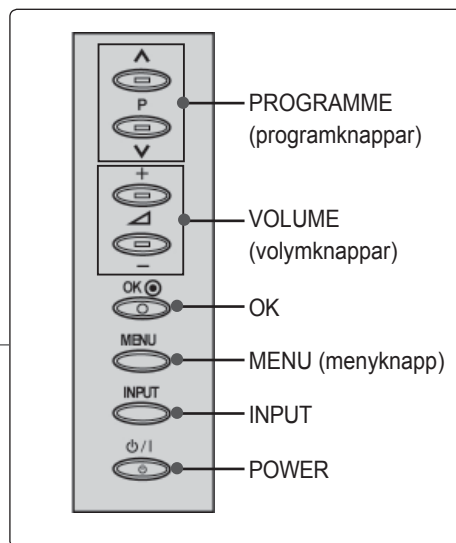 P
PROGRAMME
(programknappar)
+
VOLUME
(volymknappar)
−
OK
OK
MENU
MENU (menyknapp)
INPUT
INPUT
/ I
POWER